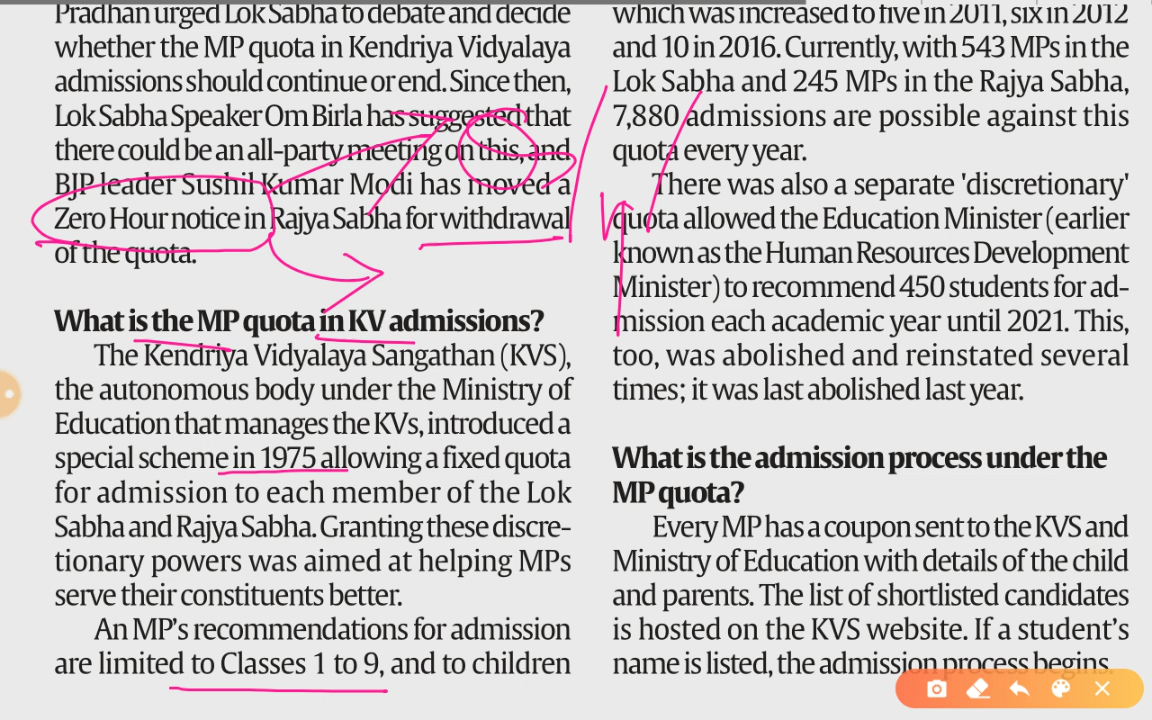 Pradhan urged Lok Sabha to debate and decide
whether the MP quota in Kendriya Vidyalaya
admissions should continue or end. Since then,
Lok Sabha Speaker Om Birla has suggested that
there could be an all-party meeting on this, and
BJP leader Sushil Kumar Modi has moved a
Zero Hour notice in Rajya Sabha for withdrawal
of the quota.
What is the MP quota in KV admissions?
The Kendriya Vidyalaya Sangathan (KVS),
the autonomous body under the Ministry of
Education that manages the KVs, introduced a
special scheme in 1975 allowing a fixed quota
for admission to each member of the Lok
Sabha and Rajya Sabha. Granting these discre-
tionary powers was aimed at helping MPs
serve their constituents better.
An MP's recommendations for admission
are limited to Classes 1 to 9, and to children
which was increased to five in 2011, six in 2012
and 10 in 2016. Currently, with 543 MPs in the
Lok Sabha and 245 MPs in the Rajya Sabha,
7,880 admissions are possible against this
quota every year.
There was also a separate 'discretionary'
quota allowed the Education Minister (earlier
known as the Human Resources Development
Minister) to recommend 450 students for ad-
mission each academic year until 2021. This,
too, was abolished and reinstated several
times; it was last abolished last year.
What is the admission process under the
MP quota?
Every MP has a coupon sent to the KVS and
Ministry of Education with details of the child
and parents. The list of shortlisted candidates
is hosted on the KVS website. If a student's
name is listed, the admission process begins.